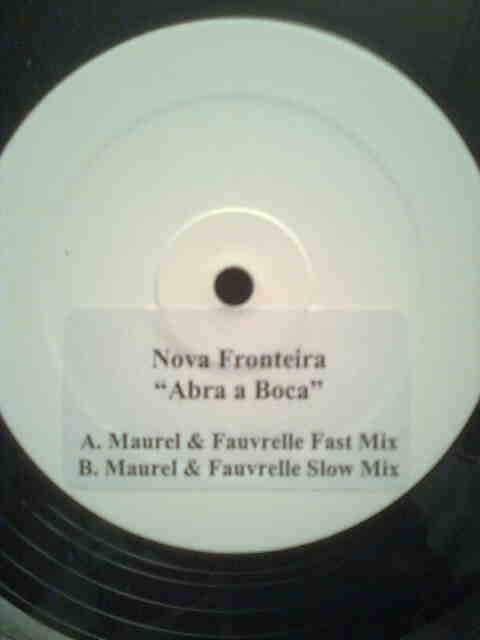 Nova Fronteira
“Abra a Boca”
A. Maurel & Fauvrelle Fast Mix
B. Maurel & Fauvrelle Slow Mix